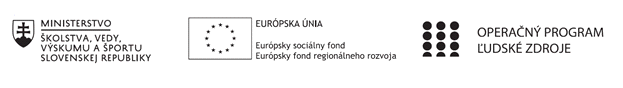 MINISTERSTVO
ŠKOLSTVA, VEDY,
VÝSKUMU A ŠPORTU
SLOVENSKEJ REPUBLIKY
EURÓPSKA ÚNIA
Európsky sociálny fond
Európsky fond regionálneho rozvoja
OPERAČNÝ PROGRAM
ĽUDSKÉ ZDROJE